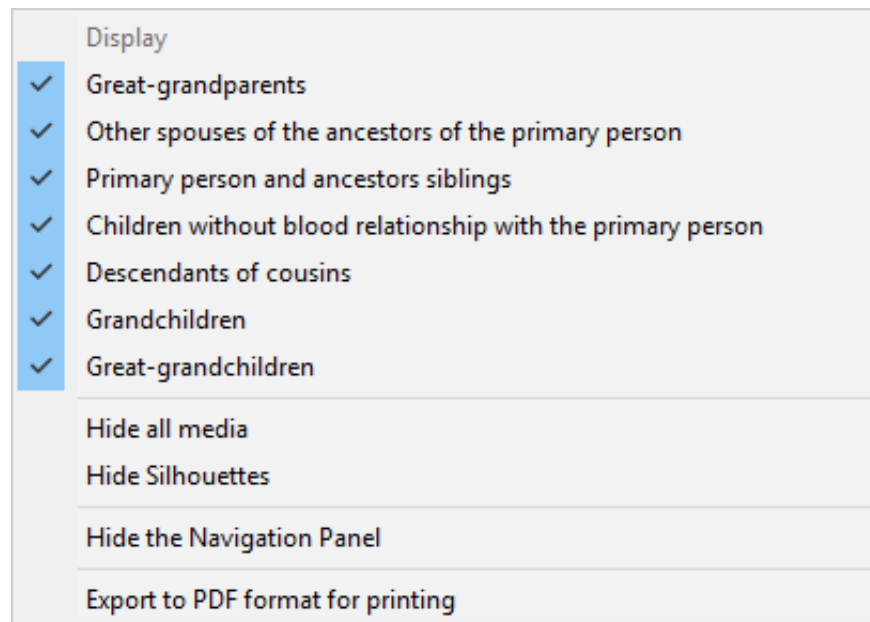 Display
Great-grandparents
Other spouses of the ancestors of the primary person
Primary person and ancestors siblings
Children without blood relationship with the primary person
Descendants of cousins
Grandchildren
Great-grandchildren
Hide all media
Hide Silhouettes
Hide the Navigation Panel
Export to PDF format for printing